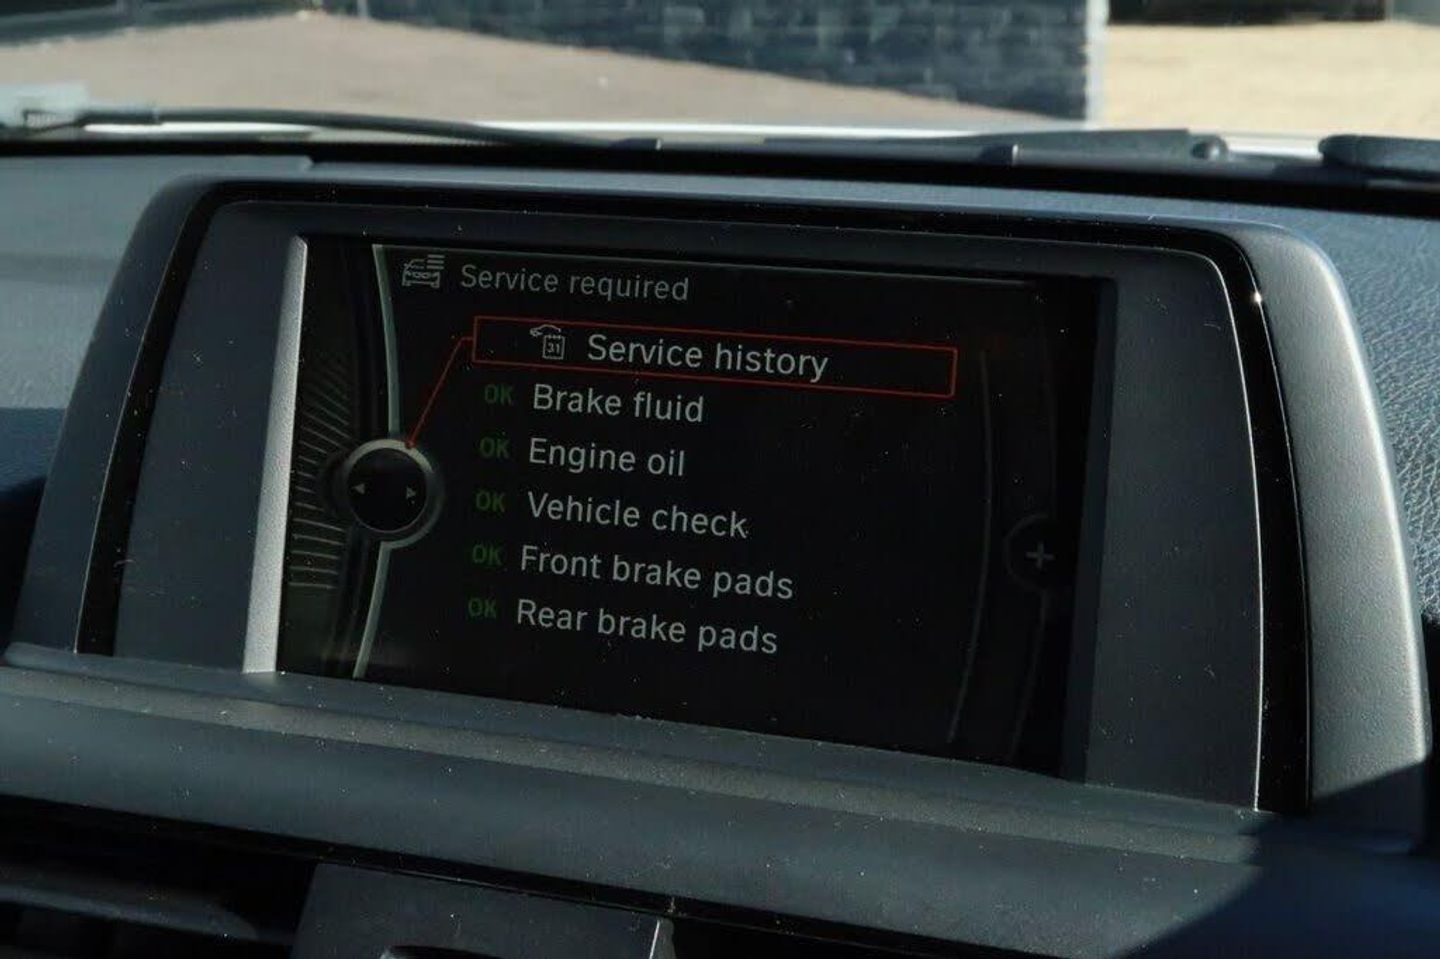 Service required
31 Service history
OK Brake fluid
OK Engine oil
OK Vehicle check
OK Front brake pads
OK Rear brake pads
+